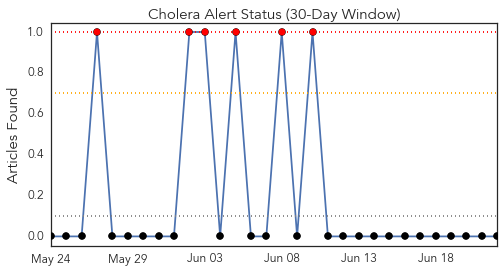 Cholera Alert Status (30-Day Window)
Articles Found
1.0
0.8
0.6
0.4
0.2
0.0
May 24 May 29 Jun 03 Jun 08 Jun 13 Jun 18